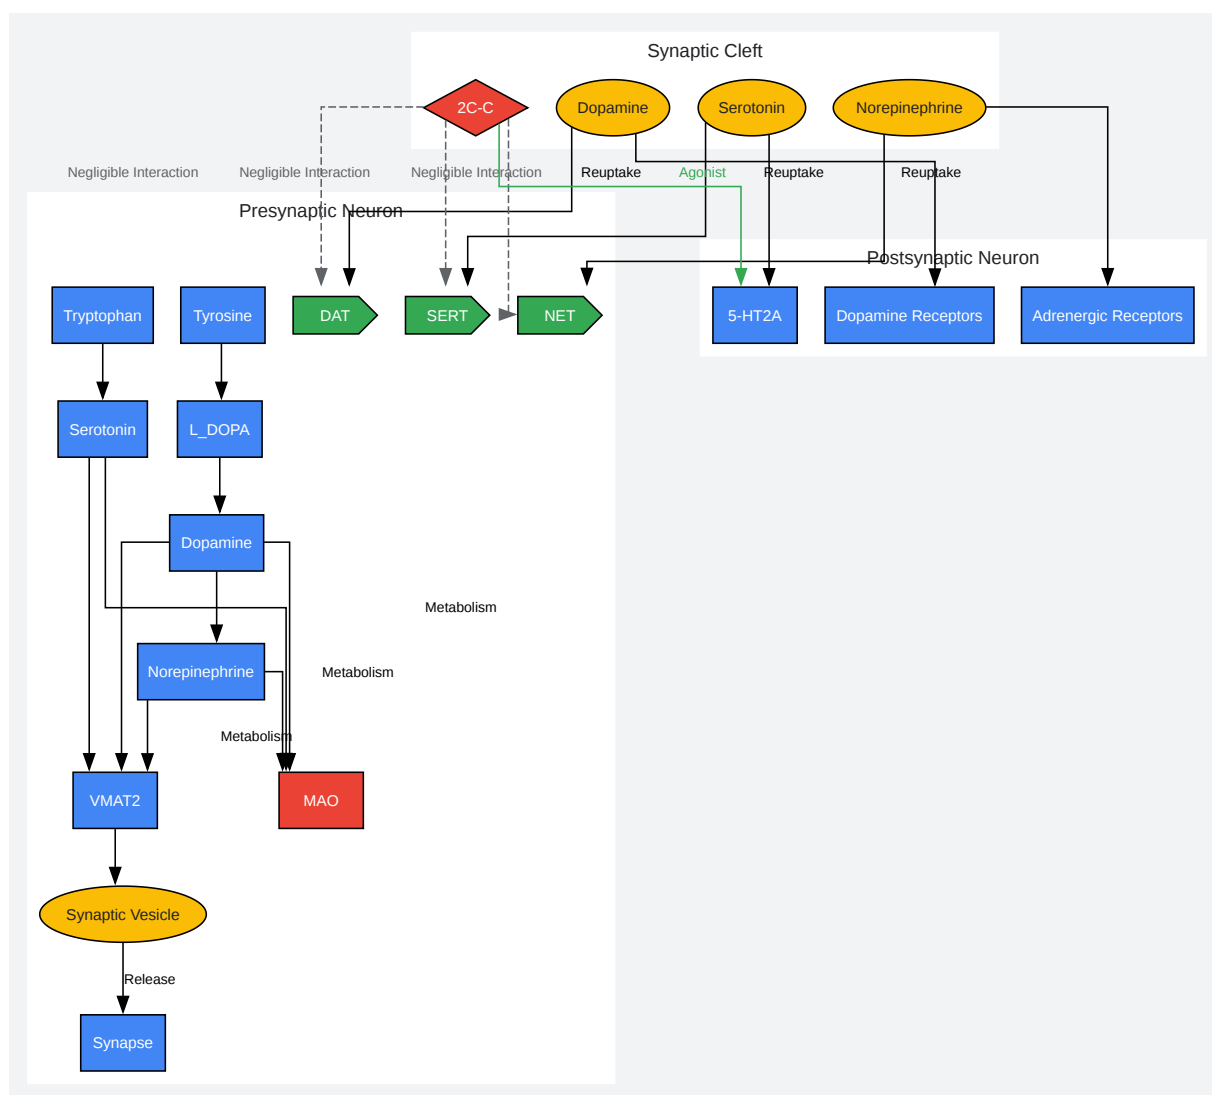 Synaptic Cleft
2C-C
Dopamine
Serotonin
Norepinephrine
Negligible Interaction
Negligible Interaction
Negligible Interaction
Reuptake
Agonist
Reuptake
Reuptake
Presynaptic Neuron
Postsynaptic Neuron
Tryptophan
Tyrosine
DAT
SERT
NET
5-HT2A
Dopamine Receptors
Adrenergic Receptors
Serotonin
L_DOPA
Dopamine
Metabolism
Norepinephrine
Metabolism
Metabolism
VMAT2
MAO
Synaptic Vesicle
Release
Synapse